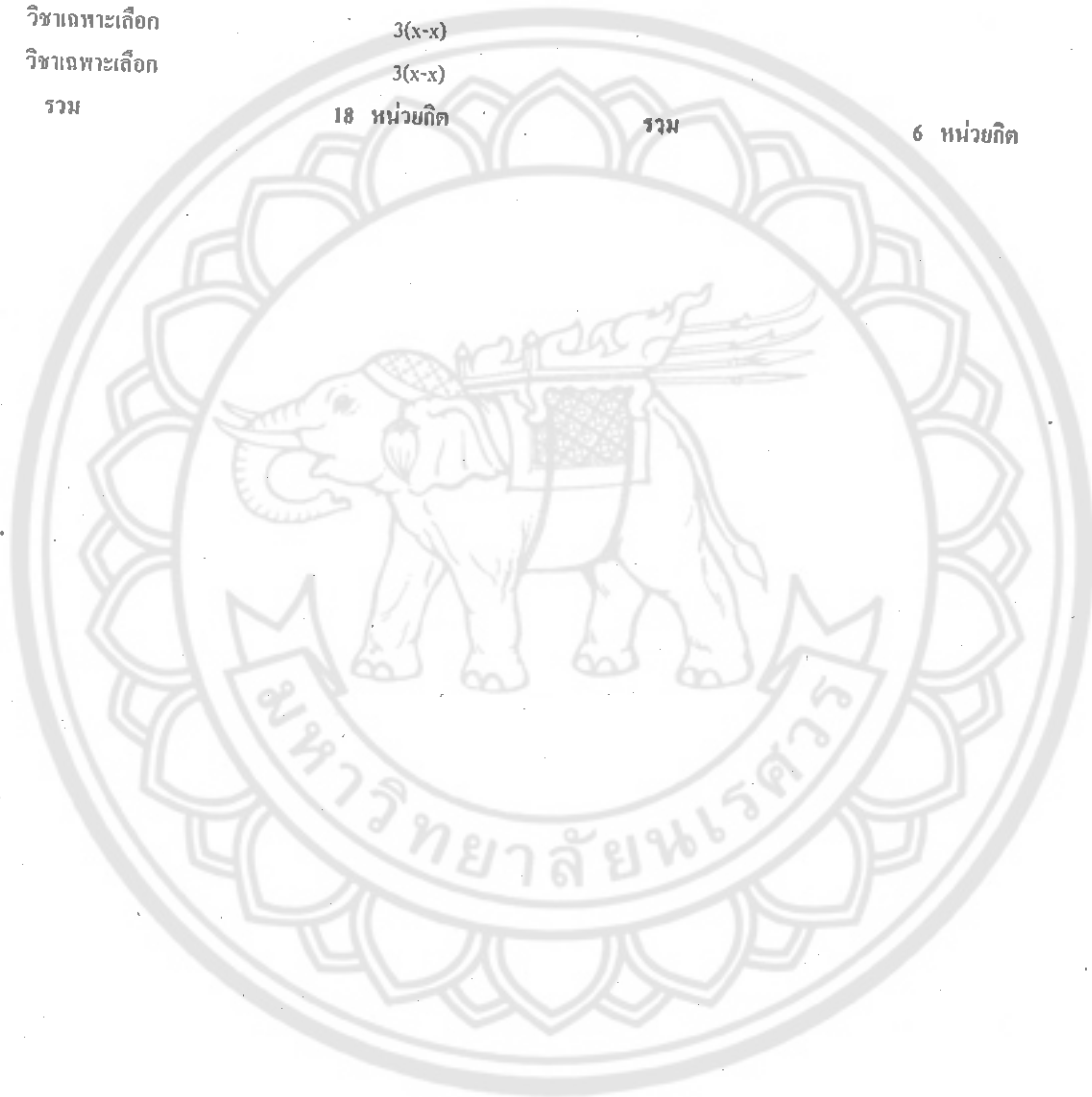 วิชาเฉพาะเลือก 3(x-x)
วิชาเฉพาะเลือก 3(x-x)
รวม 18 หน่วยกิต รวม 6 หน่วยกิต
มหาวิทยาลัยนเรศวร